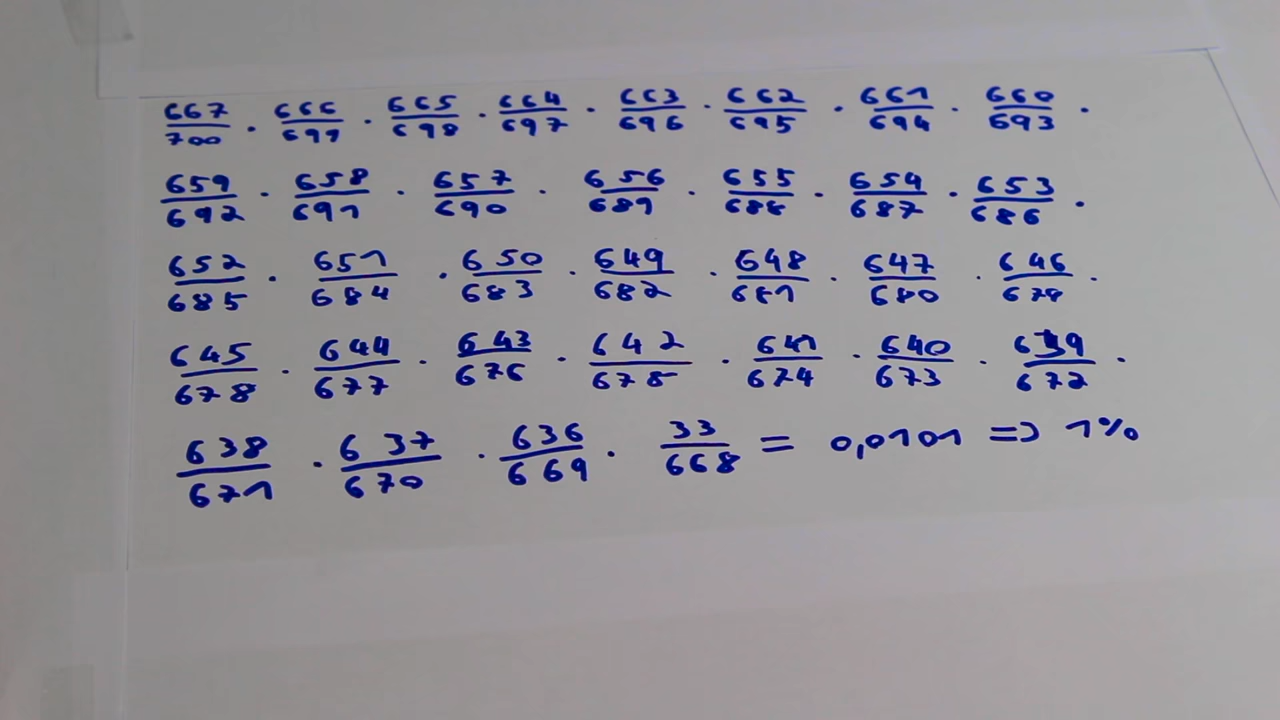 667/700 · 666/699 · 665/698 · 664/697 · 663/696 · 662/695 · 661/694 · 660/693 ·
659/692 · 658/691 · 657/690 · 656/689 · 655/688 · 654/687 · 653/686 ·
652/685 · 651/684 · 650/683 · 649/682 · 648/681 · 647/680 · 646/679 ·
645/678 · 644/677 · 643/676 · 642/675 · 641/674 · 640/673 · 639/672 ·
638/671 · 637/670 · 636/669 · 33/668 = 0,0101 => 1%